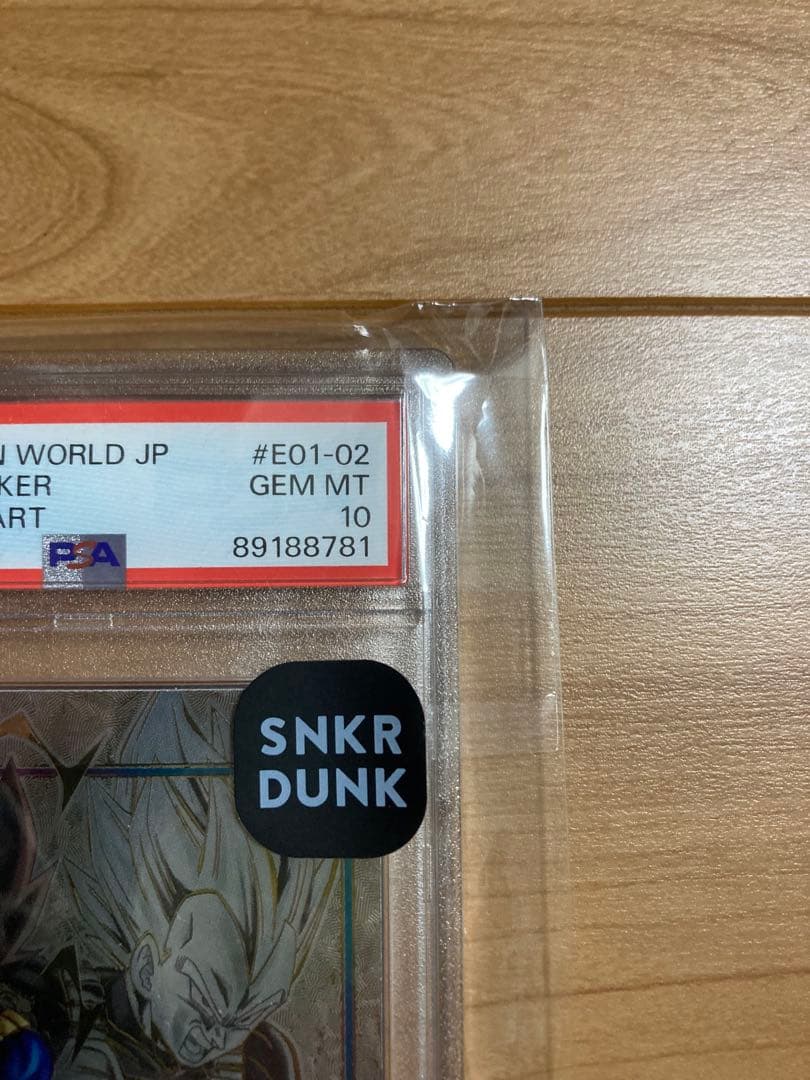 N WORLD JP #E01-02
KER GEM MT
ART 10
PSA 89188781
SNKR
DUNK